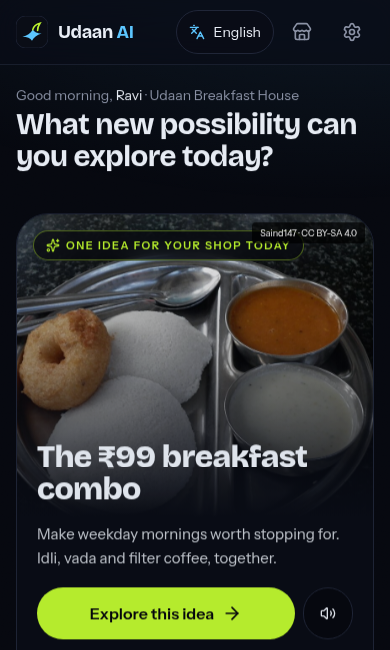 Udaan AI
English
Good morning, Ravi · Udaan Breakfast House
What new possibility can
you explore today?
Saind147 · CC BY-SA 4.0
ONE IDEA FOR YOUR SHOP TODAY
The ₹99 breakfast
combo
Make weekday mornings worth stopping for.
Idli, vada and filter coffee, together.
Explore this idea →